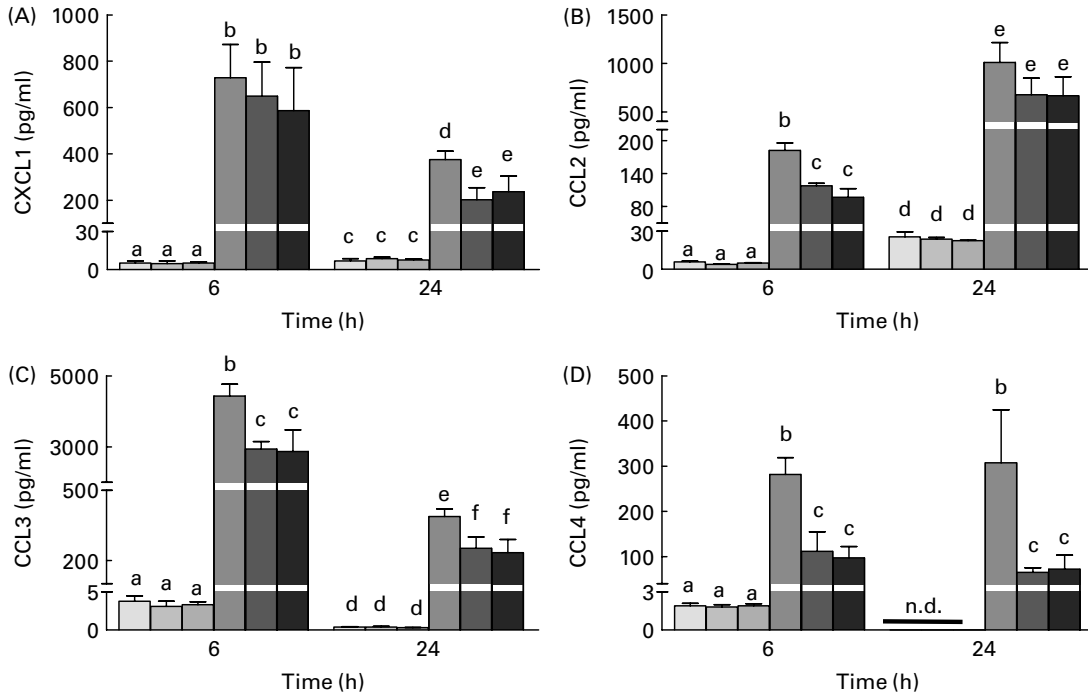 (A)
CXCL1 (pg/ml)
1000
800
600
400
200
30
0
a a a b b b
c c c d e e
6 24
Time (h)
(B)
CCL2 (pg/ml)
1500
1000
500
200
140
80
30
0
a a a b c c
d d d e e e
6 24
Time (h)
(C)
CCL3 (pg/ml)
5000
3000
500
200
5
0
a a a b c c
d d d e f f
6 24
Time (h)
(D)
CCL4 (pg/ml)
500
400
300
200
100
3
0
a a a b c c
n.d. b c c
6 24
Time (h)